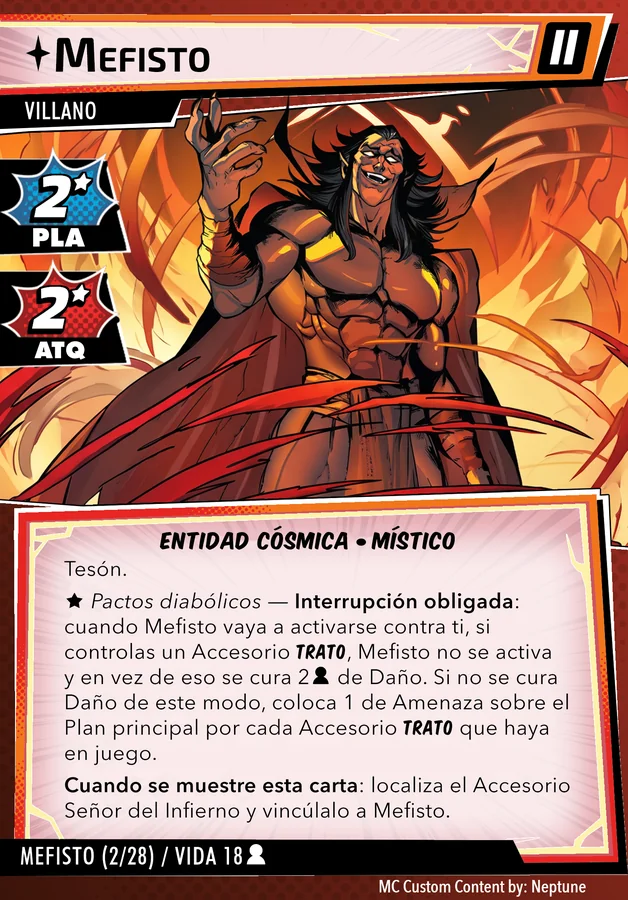 MEFISTO
II
VILLANO
2★
PLA
2★
ATQ
ENTIDAD CÓSMICA • MÍSTICO
Tesón.
★ Pactos diabólicos — Interrupción obligada:
cuando Mefisto vaya a activarse contra ti, si
controlas un Accesorio TRATO, Mefisto no se activa
y en vez de eso se cura 2 de Daño. Si no se cura
Daño de este modo, coloca 1 de Amenaza sobre el
Plan principal por cada Accesorio TRATO que haya
en juego.
Cuando se muestre esta carta: localiza el Accesorio
Señor del Infierno y vincúlalo a Mefisto.
MEFISTO (2/28) / VIDA 18
MC Custom Content by: Neptune